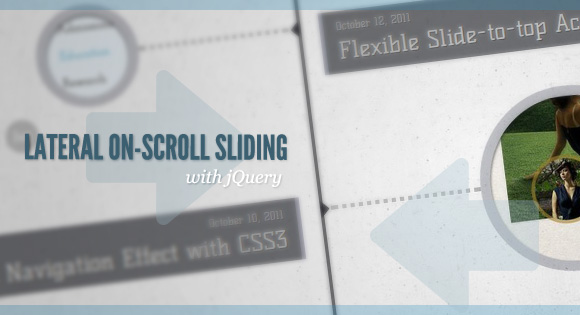 October 12, 2011
Flexible Slide-to-top Ac
Education
LATERAL ON-SCROLL SLIDING
with jQuery
October 10, 2011
Navigation Effect with CSS3